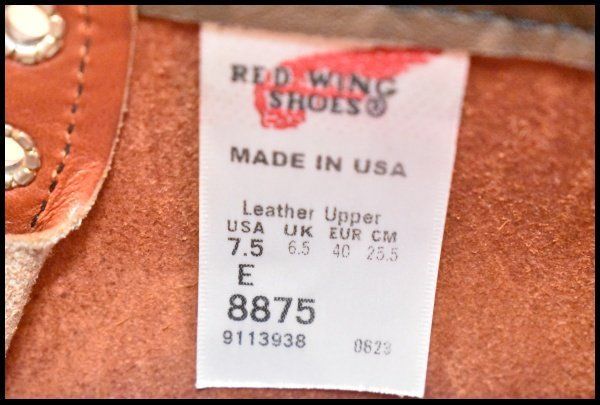 RED WING
SHOES®
MADE IN USA
Leather Upper
USA UK EUR CM
7.5 6.5 40 25.5
E
8875
9113938 0823